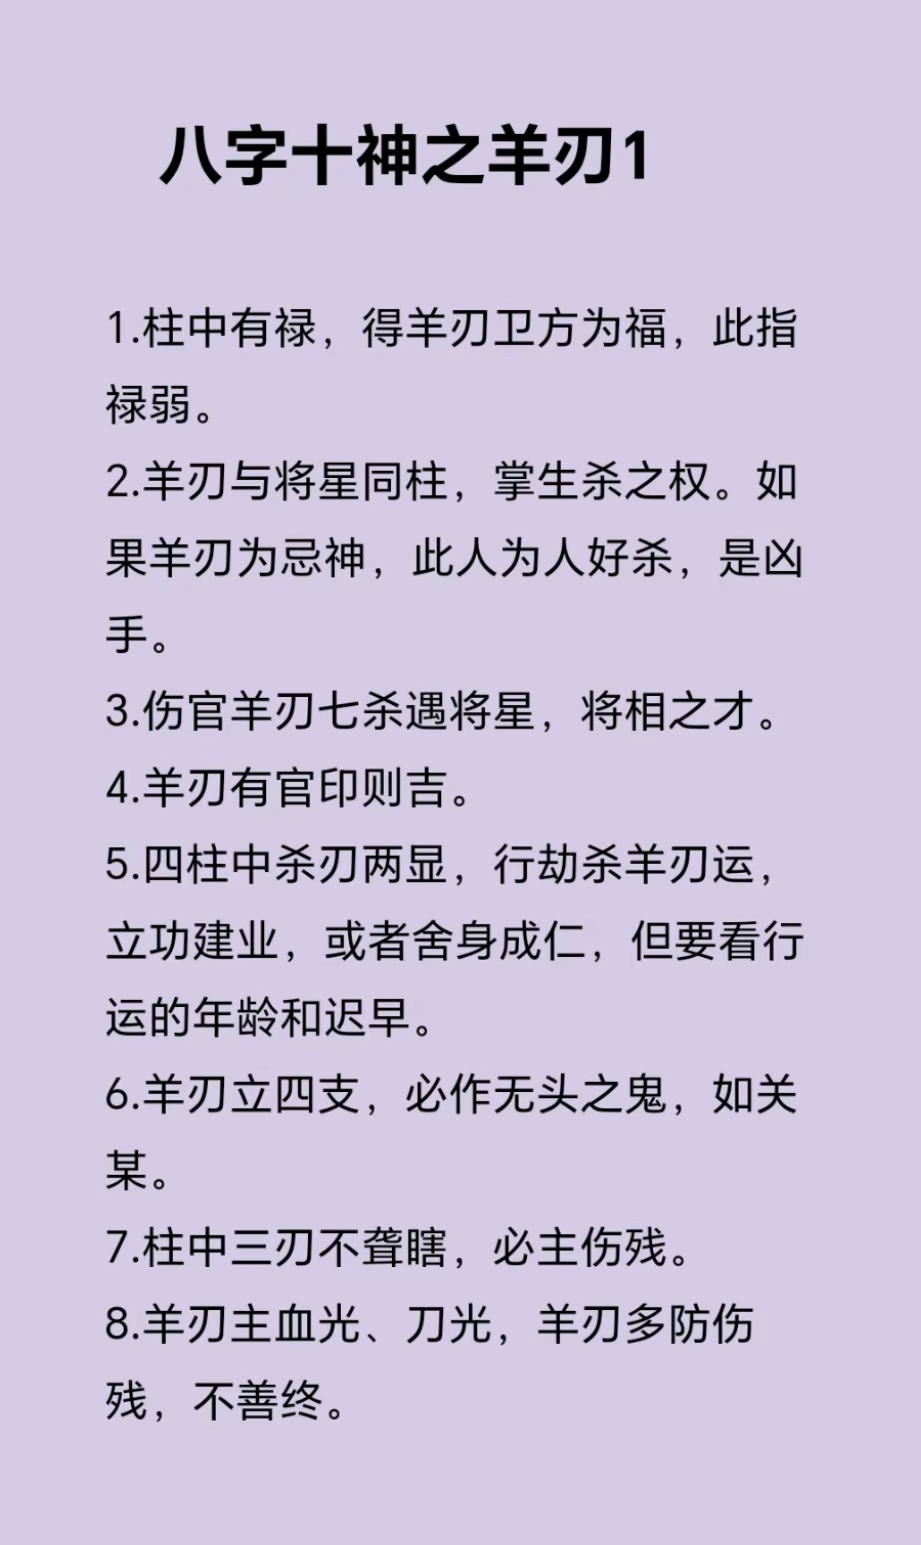 八字十神之羊刃1
1.柱中有禄，得羊刃卫方为福，此指
禄弱。
2.羊刃与将星同柱，掌生杀之权。如
果羊刃为忌神，此人为人好杀，是凶
手。
3.伤官羊刃七杀遇将星，将相之才。
4.羊刃有官印则吉。
5.四柱中杀刃两显，行劫杀羊刃运，
立功建业，或者舍身成仁，但要看行
运的年龄和迟早。
6.羊刃立四支，必作无头之鬼，如关
某。
7.柱中三刃不聋瞎，必主伤残。
8.羊刃主血光、刀光，羊刃多防伤
残，不善终。